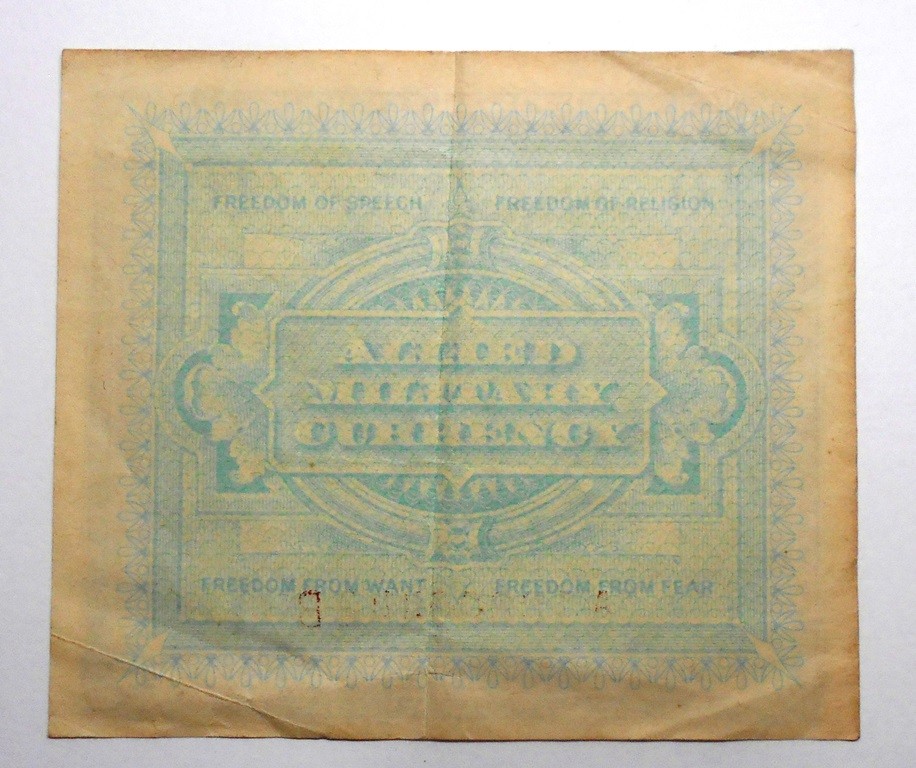 FREEDOM OF SPEECH FREEDOM OF RELIGION
ALLIED
MILITARY
CURRENCY
FREEDOM FROM WANT FREEDOM FROM FEAR